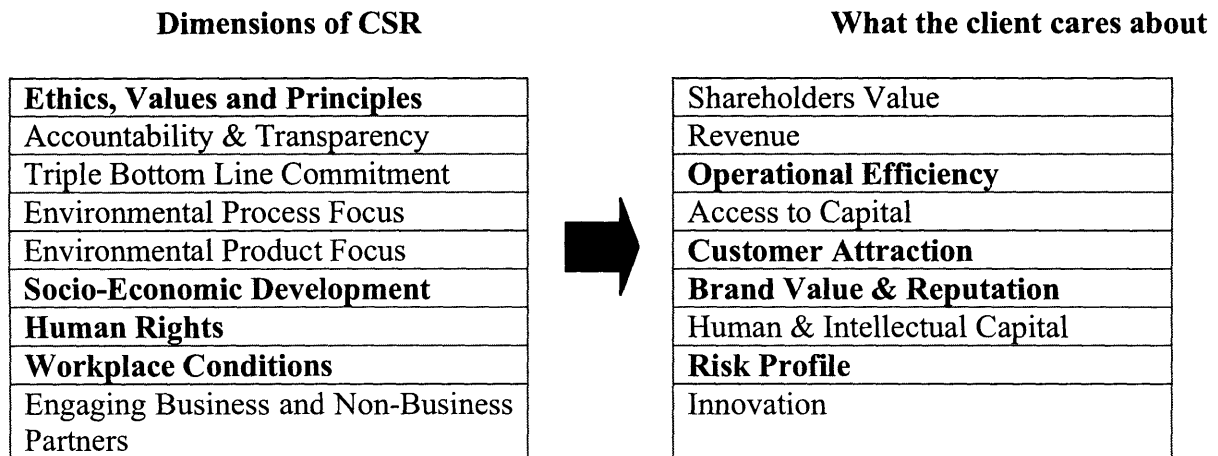 Dimensions of CSR
What the client cares about
Ethics, Values and Principles
Accountability & Transparency
Triple Bottom Line Commitment
Environmental Process Focus
Environmental Product Focus
Socio-Economic Development
Human Rights
Workplace Conditions
Engaging Business and Non-Business
Partners
Shareholders Value
Revenue
Operational Efficiency
Access to Capital
Customer Attraction
Brand Value & Reputation
Human & Intellectual Capital
Risk Profile
Innovation